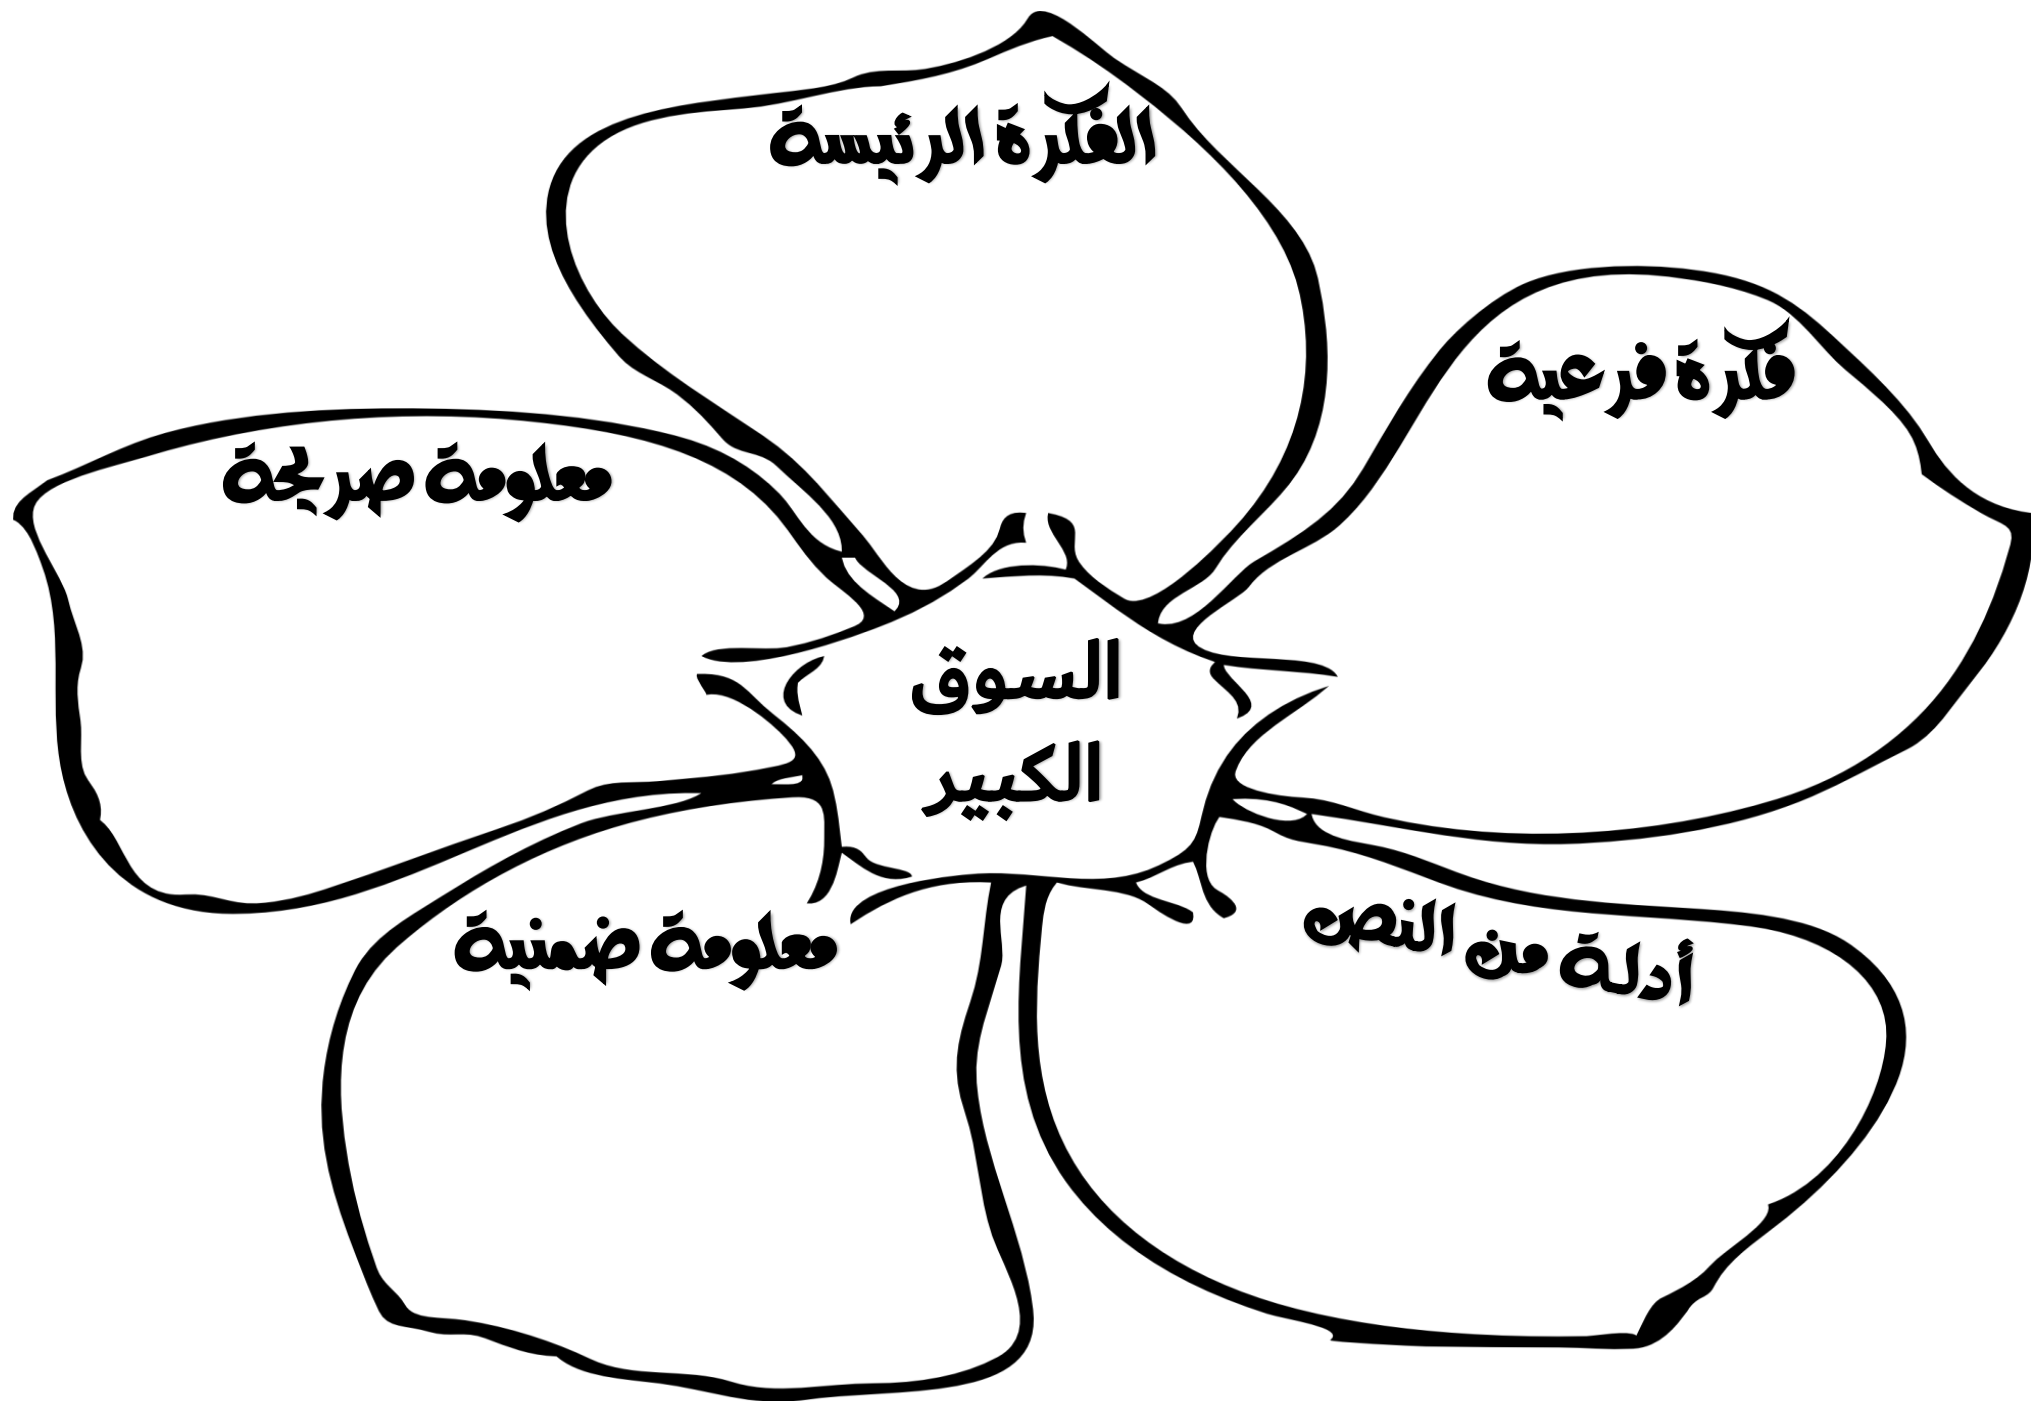 الفكرة الرئيسة
فكرة فرعية
معلومة صريحة
السوق
الكبير
أدلة من النص
معلومة ضمنية